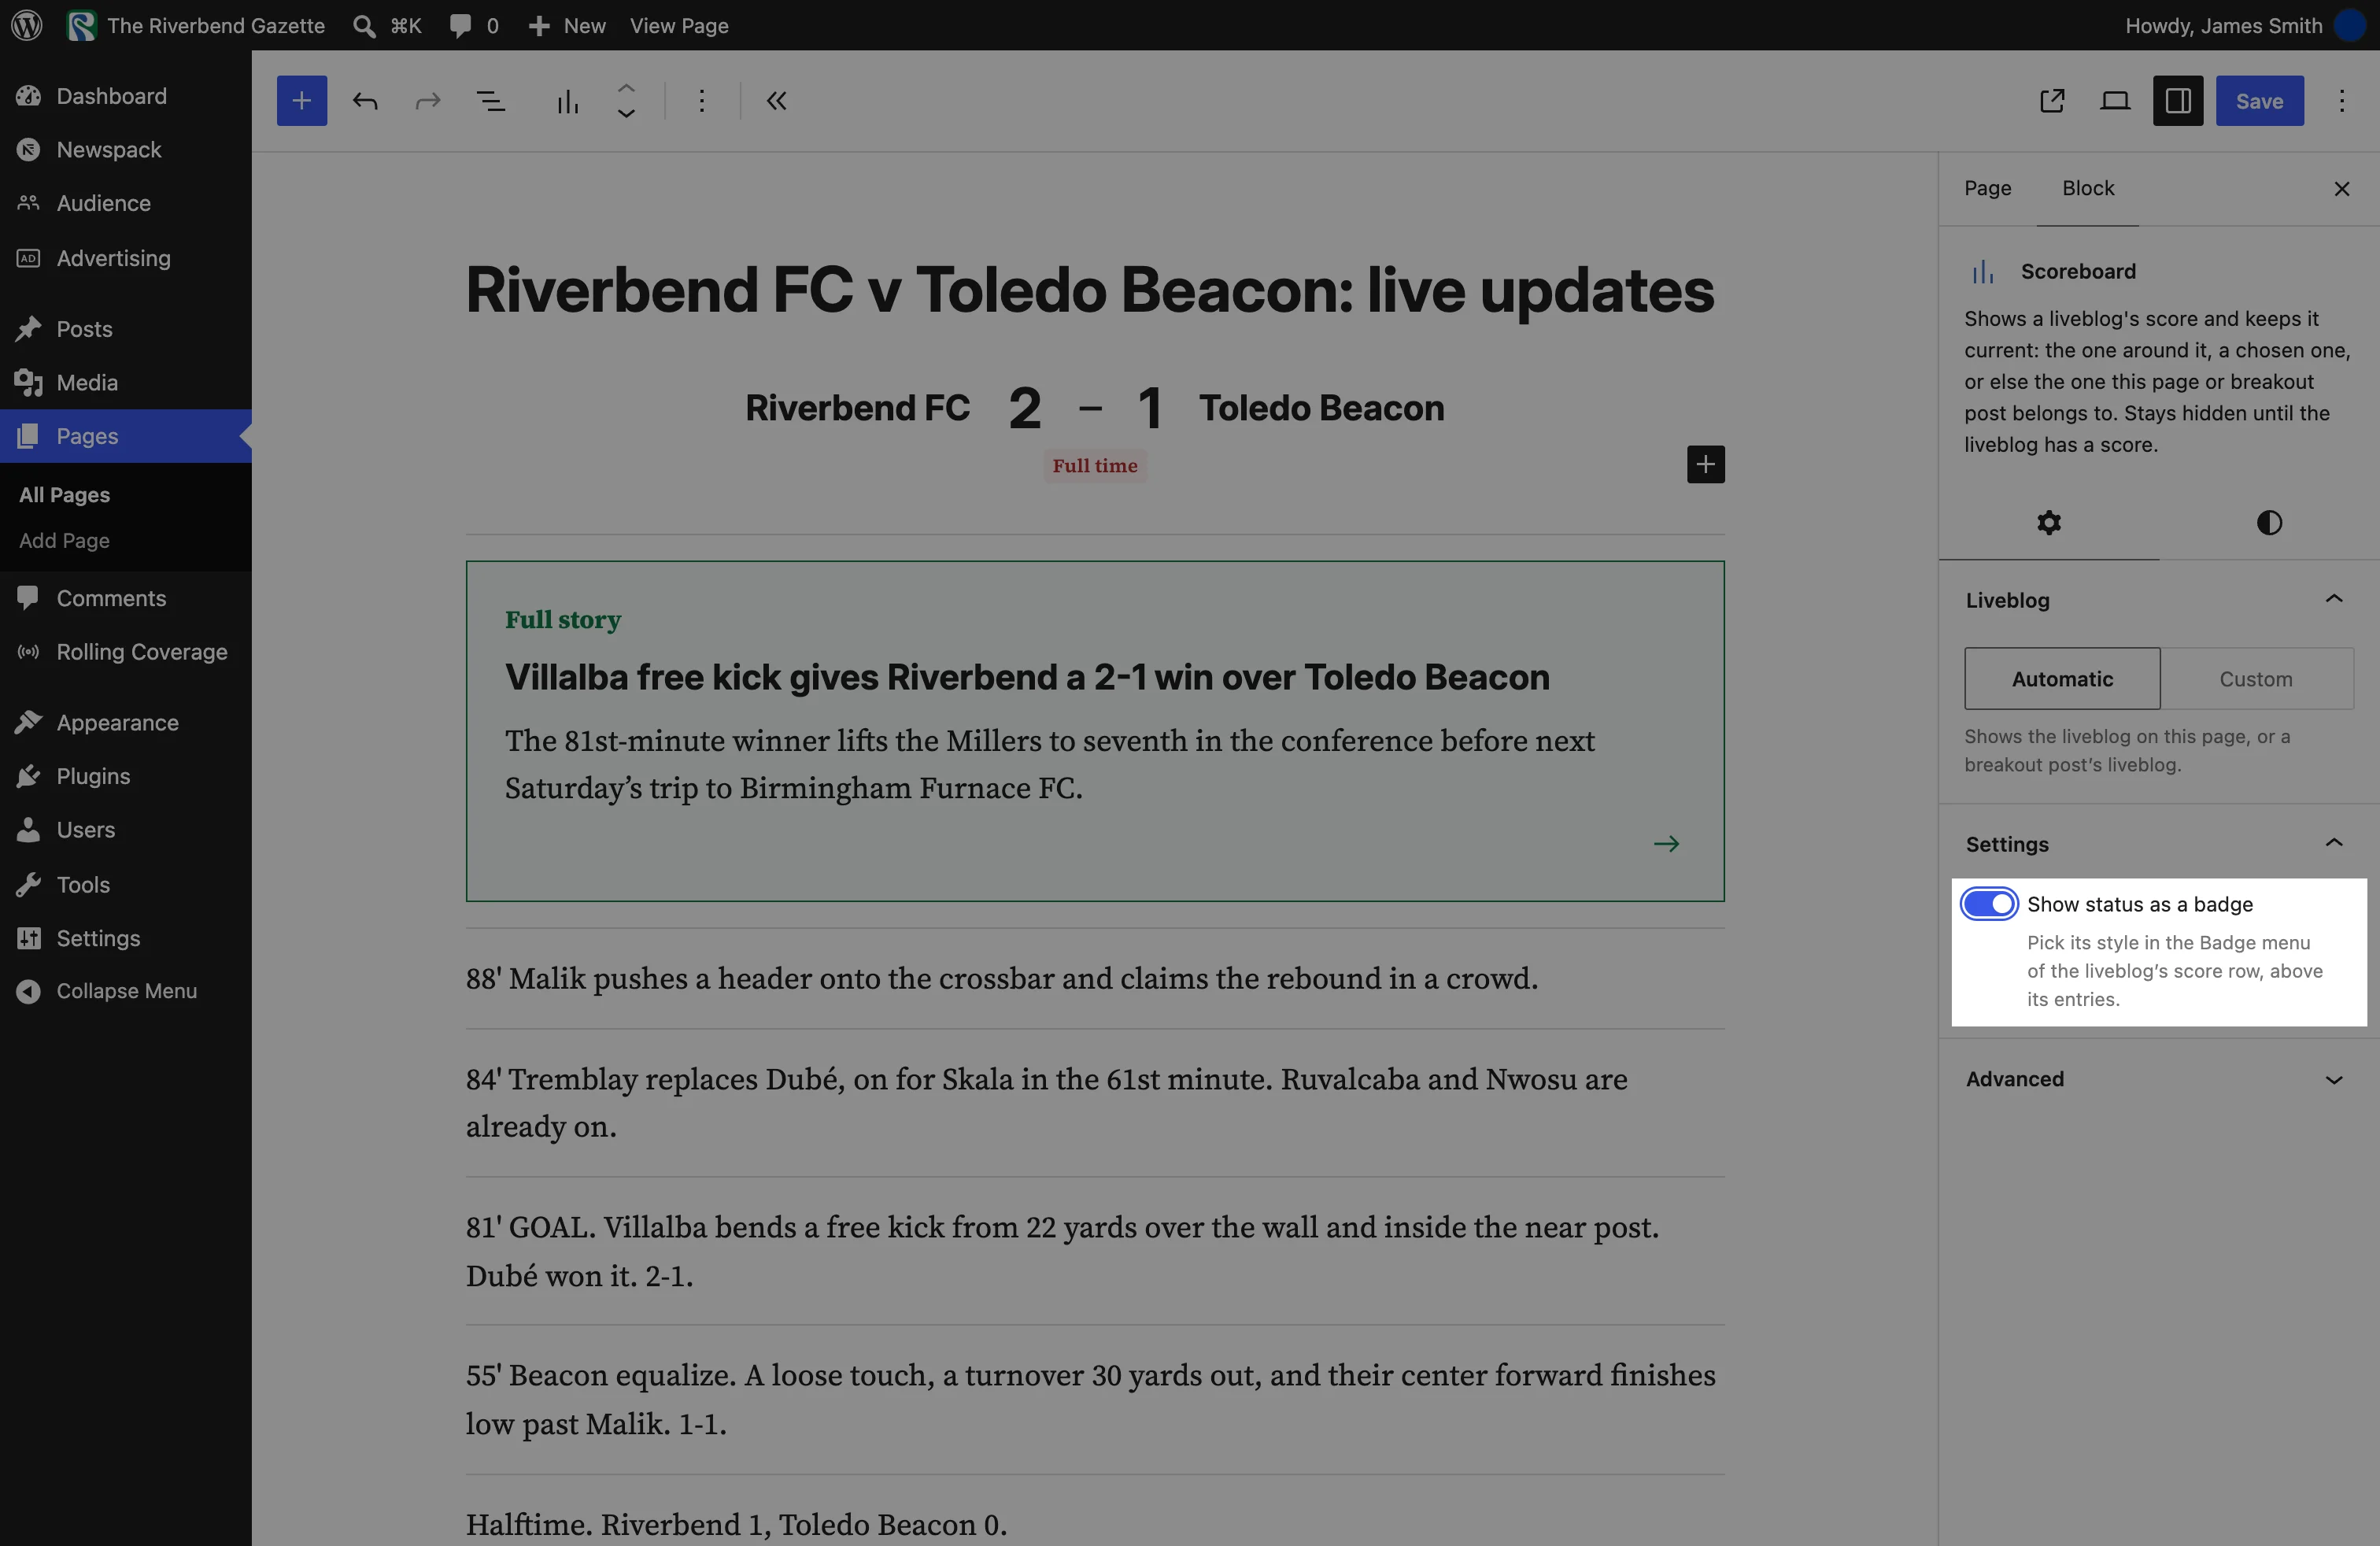 The Riverbend Gazette ⌘K 0 New View Page Howdy, James Smith
Dashboard
Newspack
Audience
AD Advertising
Posts
Media
Pages
All Pages
Add Page
Comments
Rolling Coverage
Appearance
Plugins
Users
Tools
Settings
Collapse Menu
Save
Riverbend FC v Toledo Beacon: live updates
Riverbend FC 2 – 1 Toledo Beacon
Full time
Full story
Villalba free kick gives Riverbend a 2-1 win over Toledo Beacon
The 81st-minute winner lifts the Millers to seventh in the conference before next
Saturday’s trip to Birmingham Furnace FC.
88' Malik pushes a header onto the crossbar and claims the rebound in a crowd.
84' Tremblay replaces Dubé, on for Skala in the 61st minute. Ruvalcaba and Nwosu are
already on.
81' GOAL. Villalba bends a free kick from 22 yards over the wall and inside the near post.
Dubé won it. 2-1.
55' Beacon equalize. A loose touch, a turnover 30 yards out, and their center forward finishes
low past Malik. 1-1.
Halftime. Riverbend 1, Toledo Beacon 0.
Page Block
Scoreboard
Shows a liveblog's score and keeps it
current: the one around it, a chosen one,
or else the one this page or breakout
post belongs to. Stays hidden until the
liveblog has a score.
Liveblog
Automatic Custom
Shows the liveblog on this page, or a
breakout post’s liveblog.
Settings
Show status as a badge
Pick its style in the Badge menu
of the liveblog’s score row, above
its entries.
Advanced